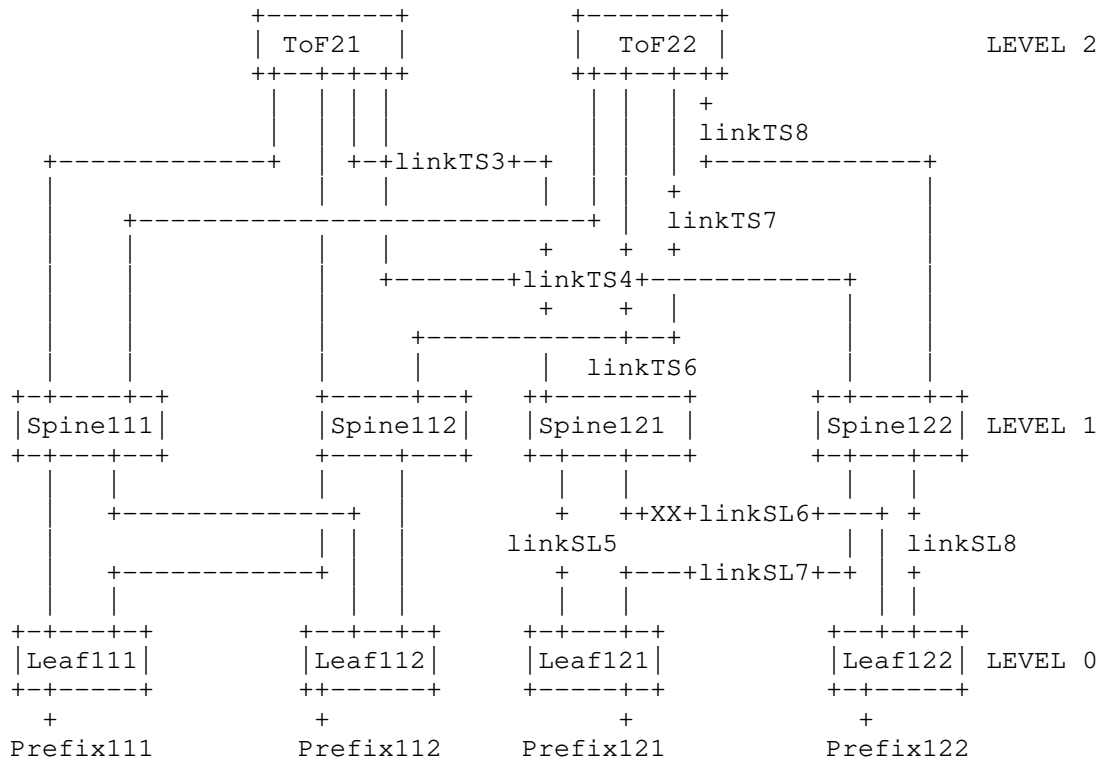 ToF21 ToF22 LEVEL 2
linkTS8
linkTS3
linkTS7
linkTS4
linkTS6
Spine111 Spine112 Spine121 Spine122 LEVEL 1
XX linkSL6
linkSL5 linkSL8
linkSL7
Leaf111 Leaf112 Leaf121 Leaf122 LEVEL 0
Prefix111 Prefix112 Prefix121 Prefix122